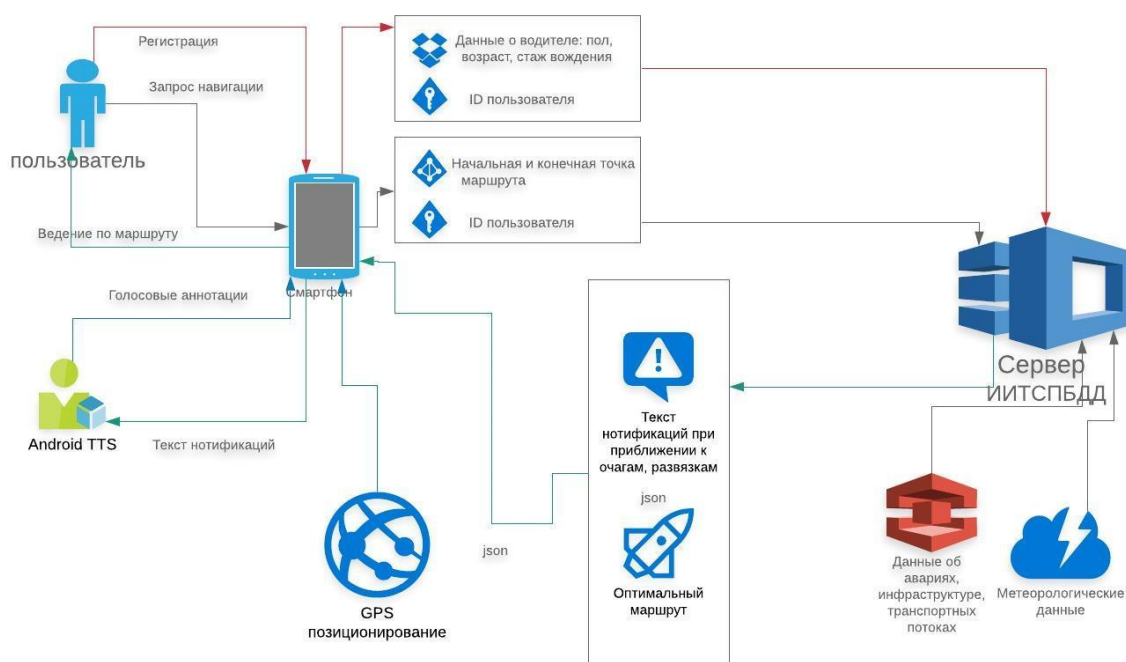 Регистрация
Данные о водителе: пол,
возраст, стаж вождения
Запрос навигации
ID пользователя
пользователь
Начальная и конечная точка
маршрута
ID пользователя
Ведение по маршруту
Смартфон
Голосовые аннотации
Сервер
ИИТСПБДД
Android TTS
Текст нотификаций
Текст
нотификаций при
приближении к
очагам, развязкам
json
json
GPS
позиционирование
Оптимальный
маршрут
Данные об
авариях,
инфраструктуре,
транспортных
потоках
Метеорологические
данные